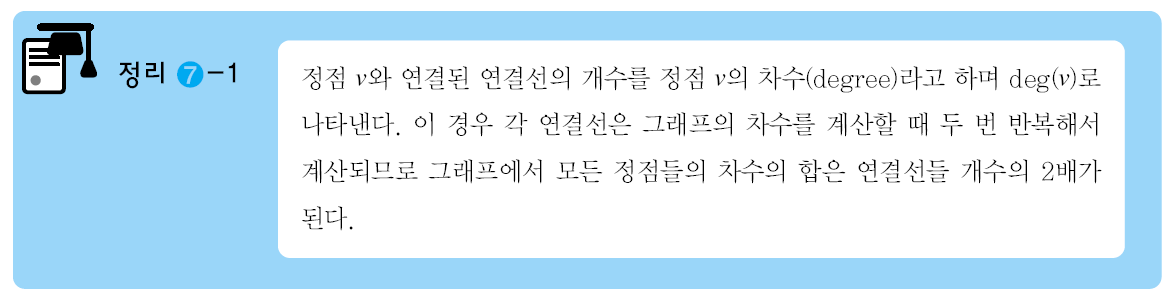 정리 7-1
정점 v와 연결된 연결선의 개수를 정점 v의 차수(degree)라고 하며 deg(v)로
나타낸다. 이 경우 각 연결선은 그래프의 차수를 계산할 때 두 번 반복해서
계산되므로 그래프에서 모든 정점들의 차수의 합은 연결선들 개수의 2배가
된다.